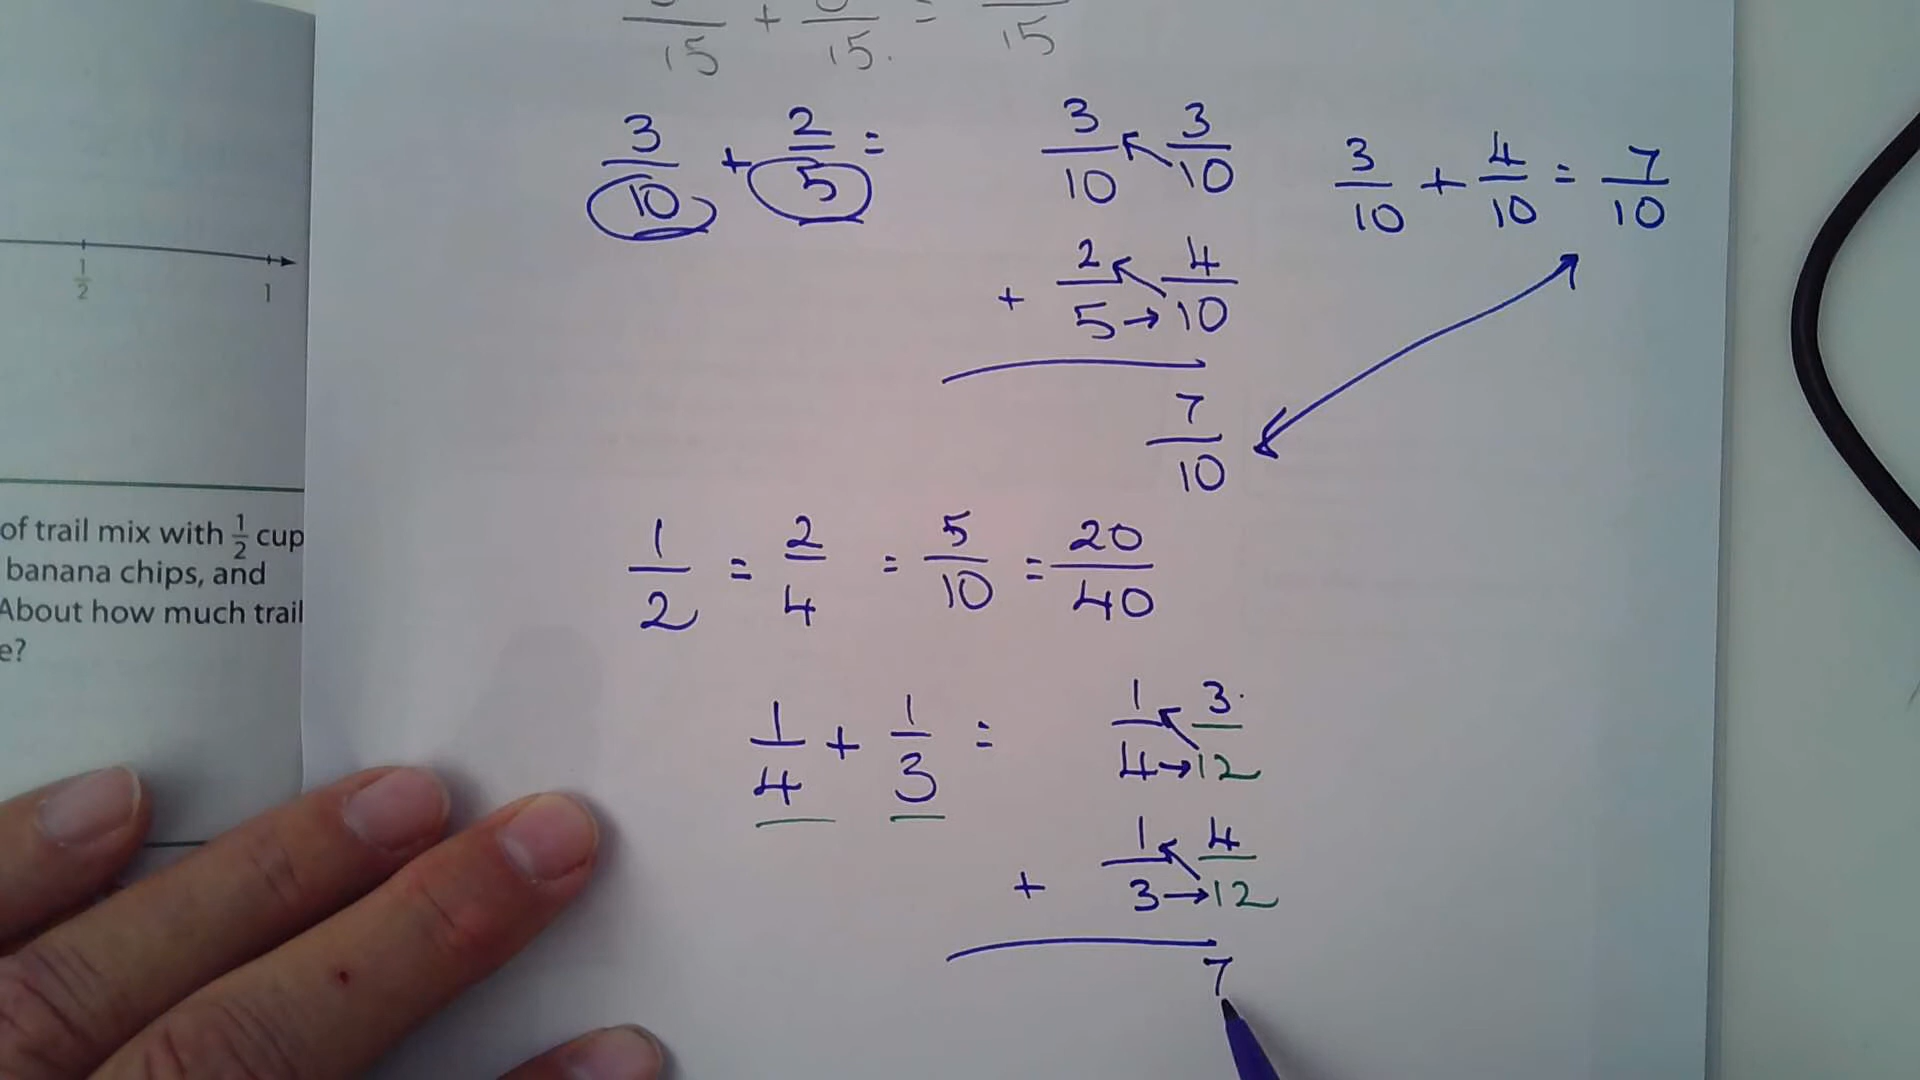 15 + 15. = 15
3/10 + 2/5 =
3/10 3/10
+ 2/5 → 4/10
7/10
3/10 + 4/10 = 7/10
1/2 = 2/4 = 5/10 = 20/40
1/4 + 1/3 =
1/4 → 3/12
+ 1/3 → 4/12
7
1/2 1
of trail mix with 1/2 cup
banana chips, and
About how much trail
e?